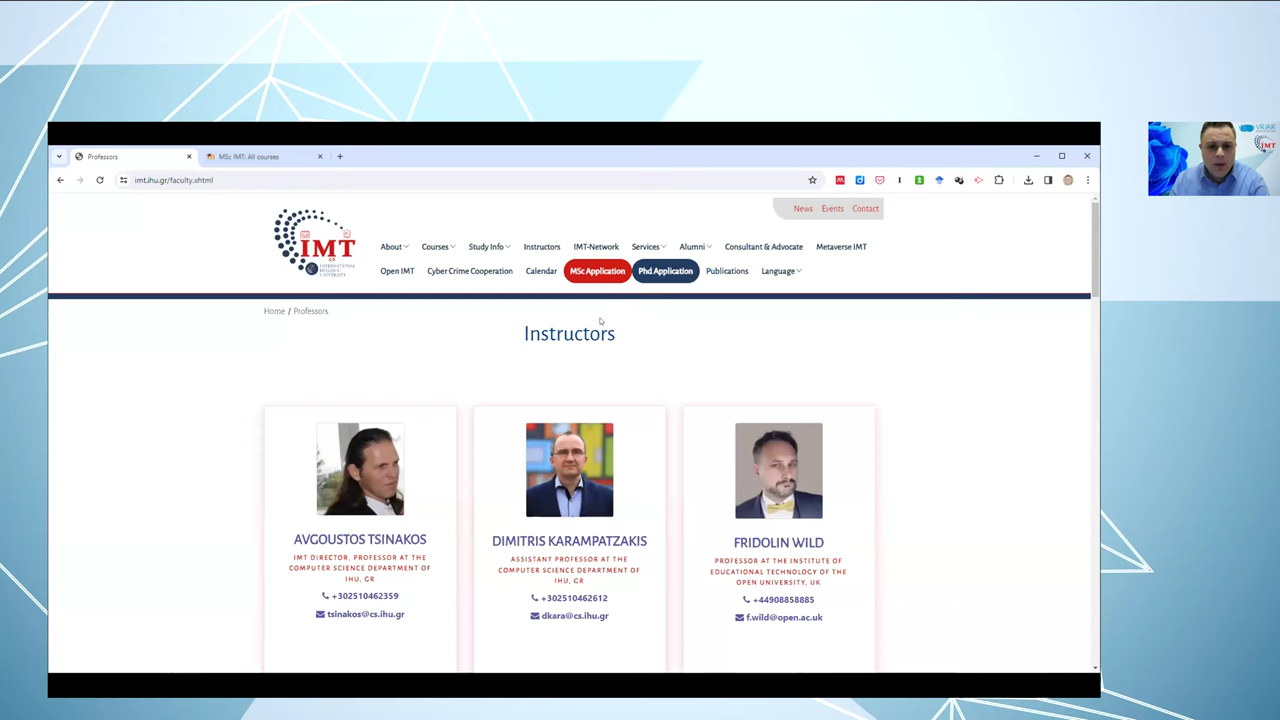 Professors
MSc IMT: All courses
imt.ihu.gr/faculty.xhtml
News Events Contact
IMT
INTERNATIONAL
HELLENIC
UNIVERSITY
About Courses Study Info Instructors IMT-Network Services Alumni Consultant & Advocate Metaverse IMT
Open IMT Cyber Crime Cooperation Calendar MSc Application Phd Application Publications Language
Home / Professors
Instructors
AVGOUSTOS TSINAKOS
IMT DIRECTOR, PROFESSOR AT THE
COMPUTER SCIENCE DEPARTMENT OF
IHU, GR
+302510462359
tsinakos@cs.ihu.gr
DIMITRIS KARAMPATZAKIS
ASSISTANT PROFESSOR AT THE
COMPUTER SCIENCE DEPARTMENT OF
IHU, GR
+302510462612
dkara@cs.ihu.gr
FRIDOLIN WILD
PROFESSOR AT THE INSTITUTE OF
EDUCATIONAL TECHNOLOGY OF THE
OPEN UNIVERSITY, UK
+44908858885
f.wild@open.ac.uk
IMT